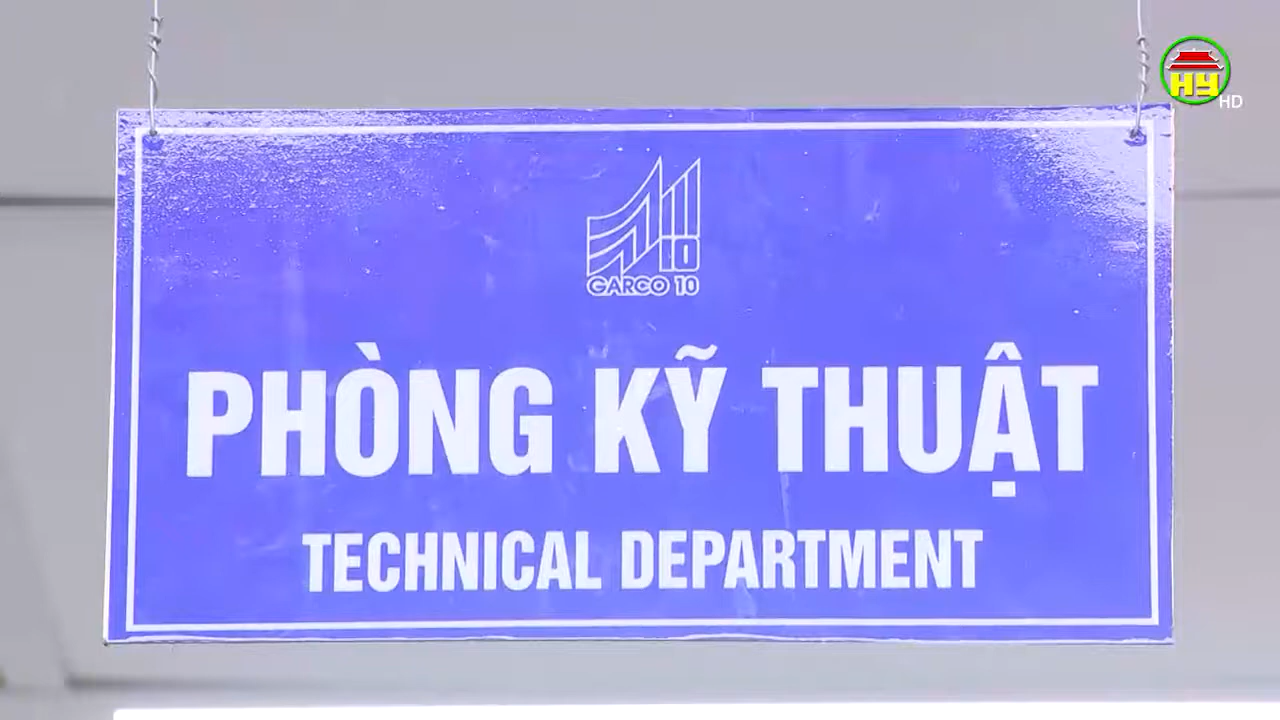 HY
HD
10
GARCO 10
PHÒNG KỸ THUẬT
TECHNICAL DEPARTMENT